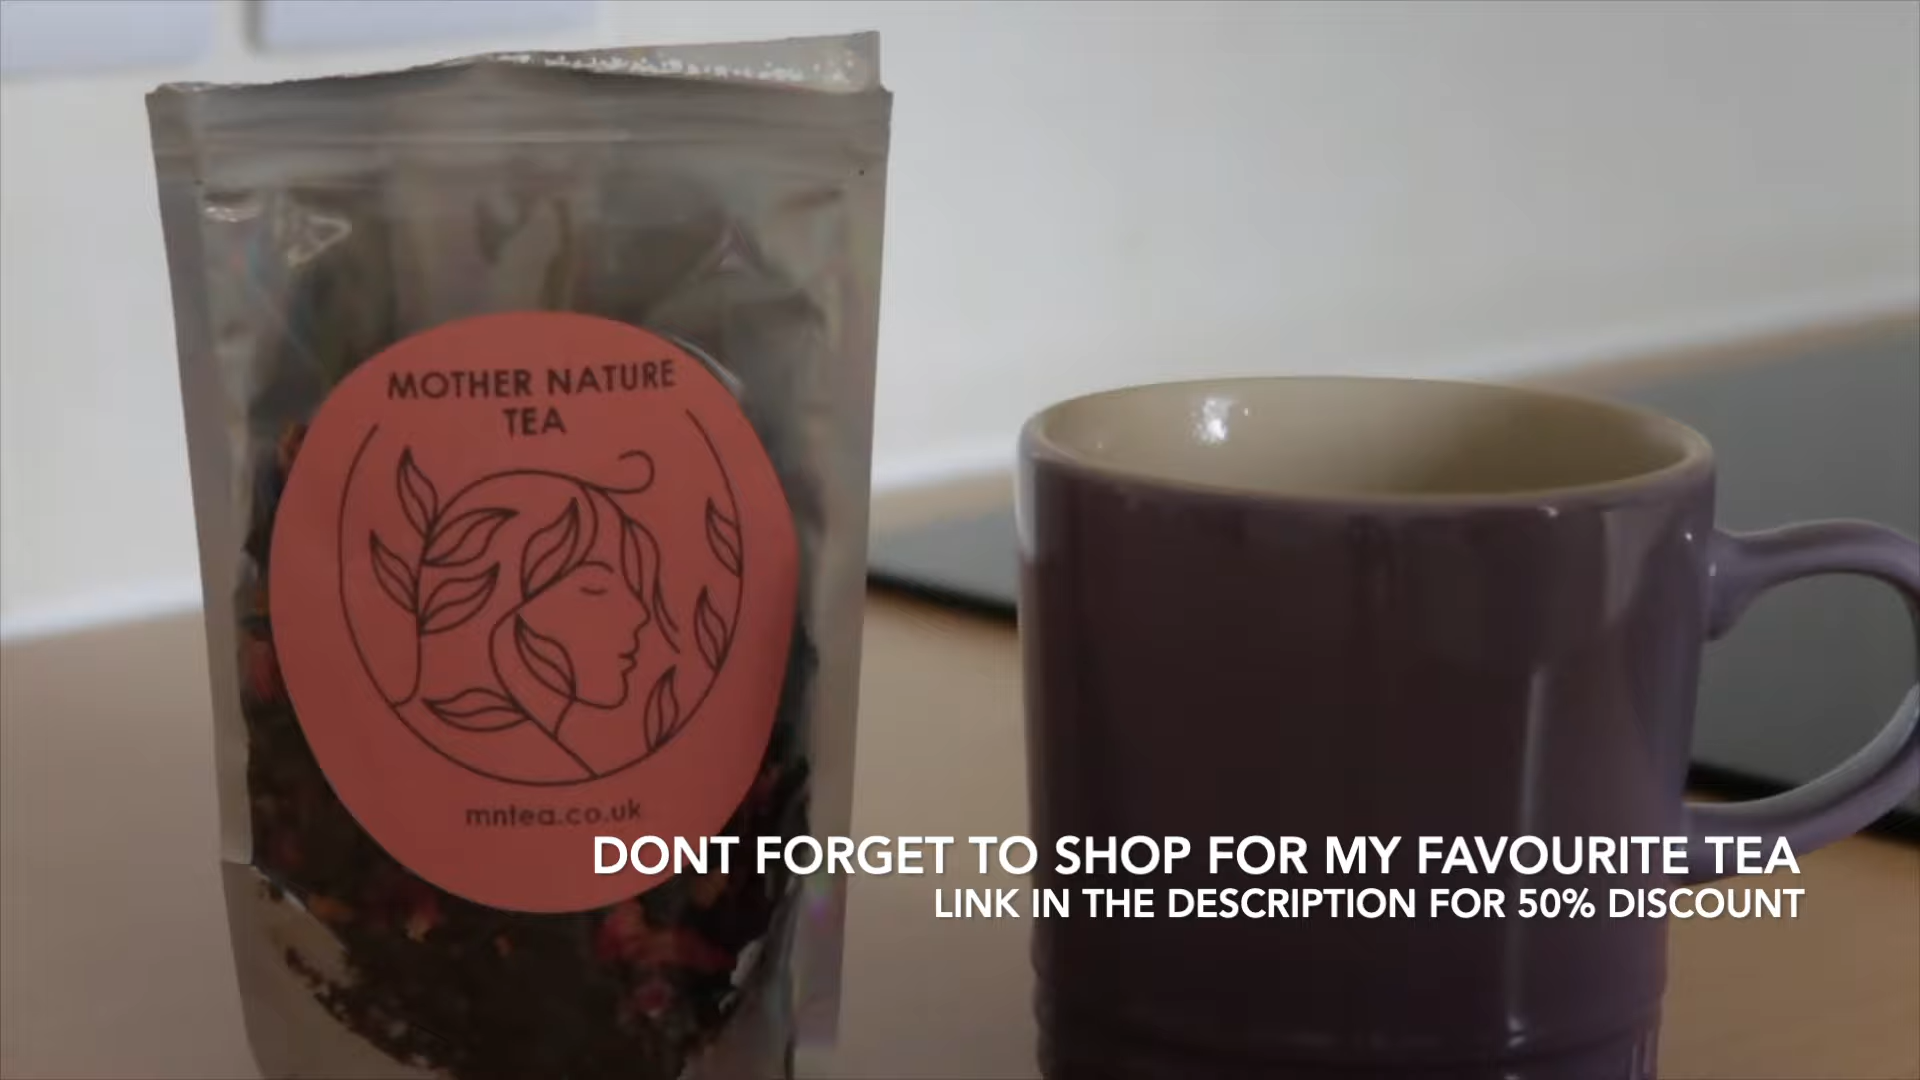 MOTHER NATURE
TEA
mntea.co.uk
DONT FORGET TO SHOP FOR MY FAVOURITE TEA
LINK IN THE DESCRIPTION FOR 50% DISCOUNT